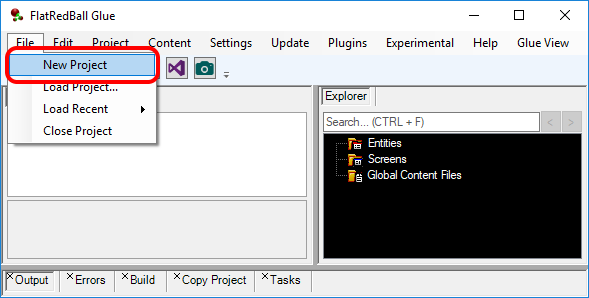 FlatRedBall Glue
File Edit Project Content Settings Update Plugins Experimental Help Glue View
New Project
Load Project...
Load Recent
Close Project
Explorer
Search... (CTRL + F)
Entities
Screens
Global Content Files
Output Errors Build Copy Project Tasks